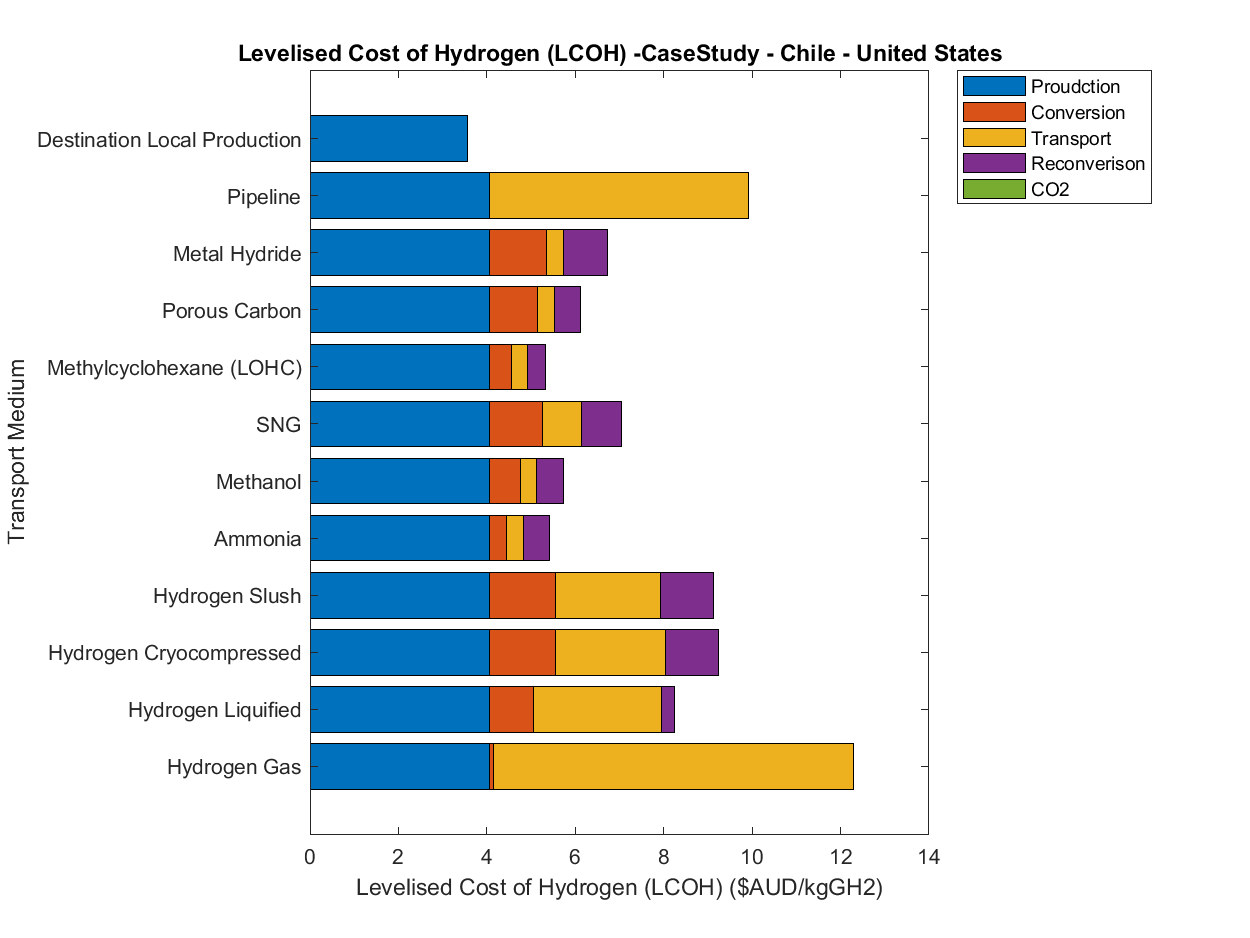 Levelised Cost of Hydrogen (LCOH) -CaseStudy - Chile - United States
Proudction
Conversion
Transport
Reconverison
CO2
Transport Medium
Destination Local Production
Pipeline
Metal Hydride
Porous Carbon
Methylcyclohexane (LOHC)
SNG
Methanol
Ammonia
Hydrogen Slush
Hydrogen Cryocompressed
Hydrogen Liquified
Hydrogen Gas
0 2 4 6 8 10 12 14
Levelised Cost of Hydrogen (LCOH) ($AUD/kgGH2)